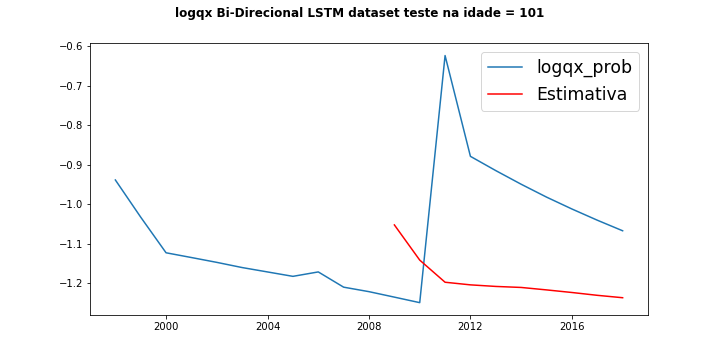 logqx Bi-Direcional LSTM dataset teste na idade = 101
logqx_prob
Estimativa
−0.6
−0.7
−0.8
−0.9
−1.0
−1.1
−1.2
2000 2004 2008 2012 2016